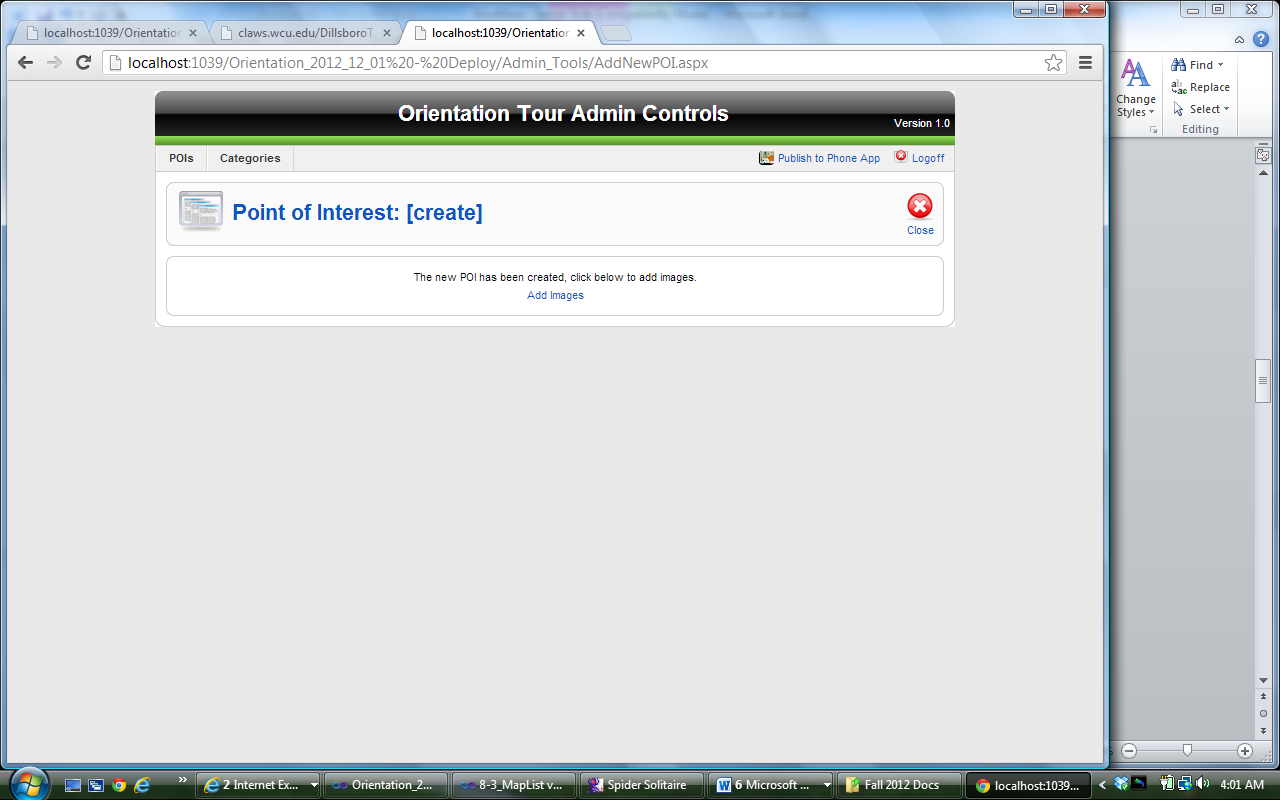 localhost:1039/Orientation
claws.wcu.edu/DillsboroT
localhost:1039/Orientation
localhost:1039/Orientation_2012_12_01%20-%20Deploy/Admin_Tools/AddNewPOI.aspx
Find
Replace
Select
Change
Styles
Editing
Orientation Tour Admin Controls
Version 1.0
POIs
Categories
Publish to Phone App
Logoff
Point of Interest: [create]
Close
The new POI has been created, click below to add images.
Add Images
2 Internet Ex...
Orientation_2...
8-3_MapList v...
Spider Solitaire
6 Microsoft ...
Fall 2012 Docs
localhost:1039...
4:01 AM